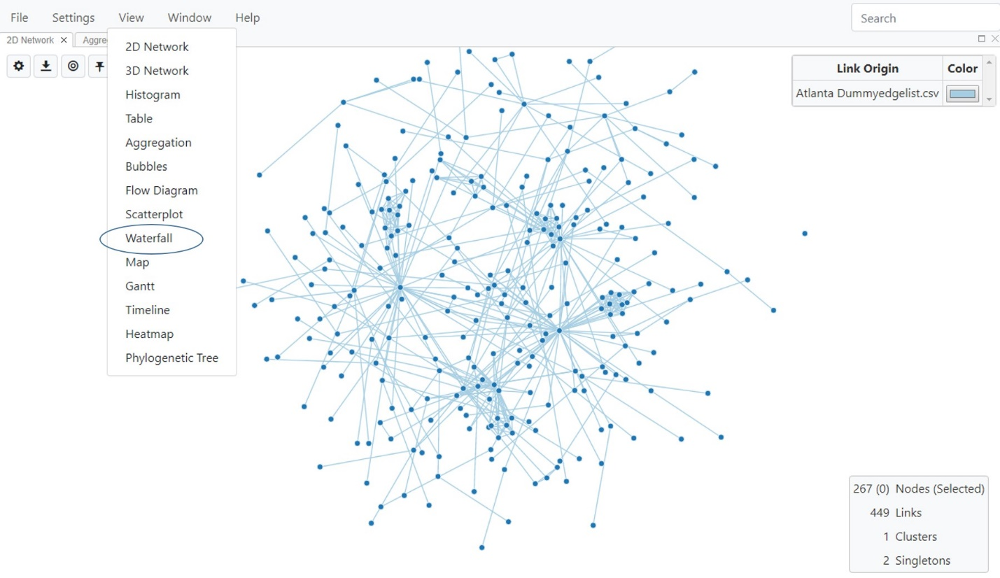 File Settings View Window Help Search
2D Network × Aggre
2D Network
3D Network
Histogram
Table
Aggregation
Bubbles
Flow Diagram
Scatterplot
Waterfall
Map
Gantt
Timeline
Heatmap
Phylogenetic Tree
Link Origin Color
Atlanta Dummyedgelist.csv
267 (0) Nodes (Selected)
449 Links
1 Clusters
2 Singletons